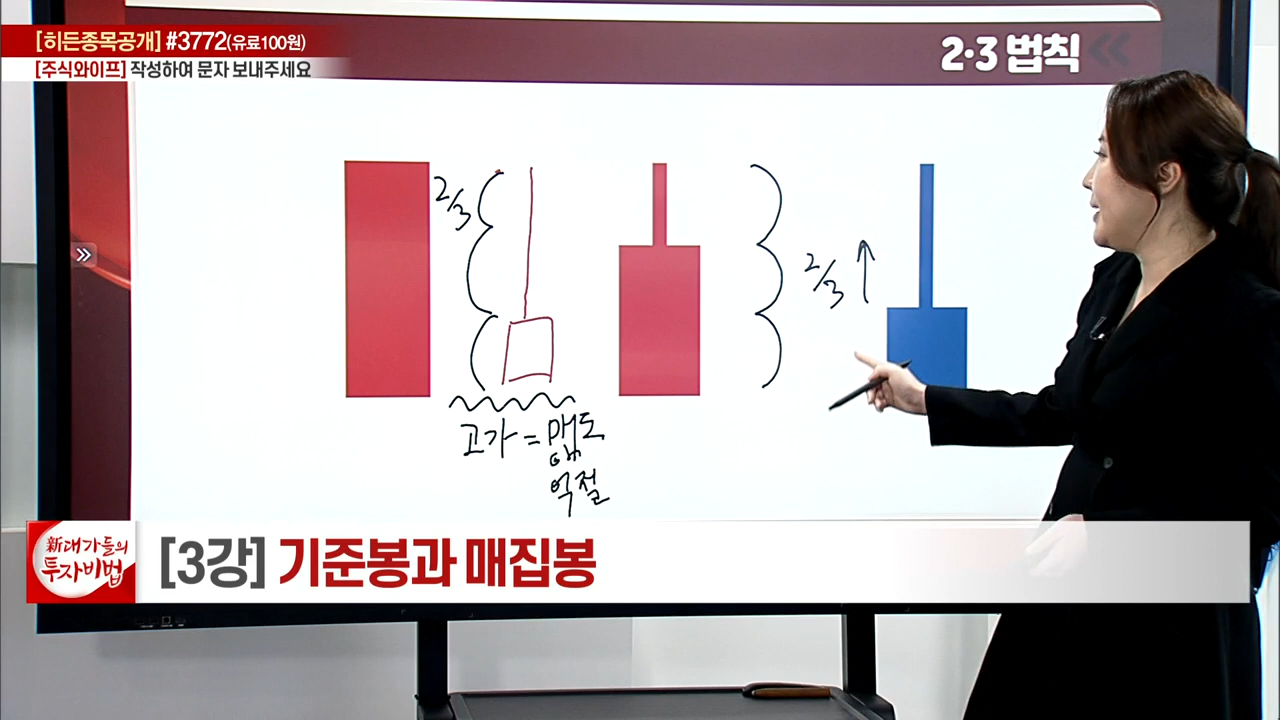 [히든종목공개] #3772(유료100원)
[주식와이프] 작성하여 문자 보내주세요
2·3 법칙
2/3
2/3 ↑
고가 = 매도
억절
新대가들의
투자비법
[3강] 기준봉과 매집봉